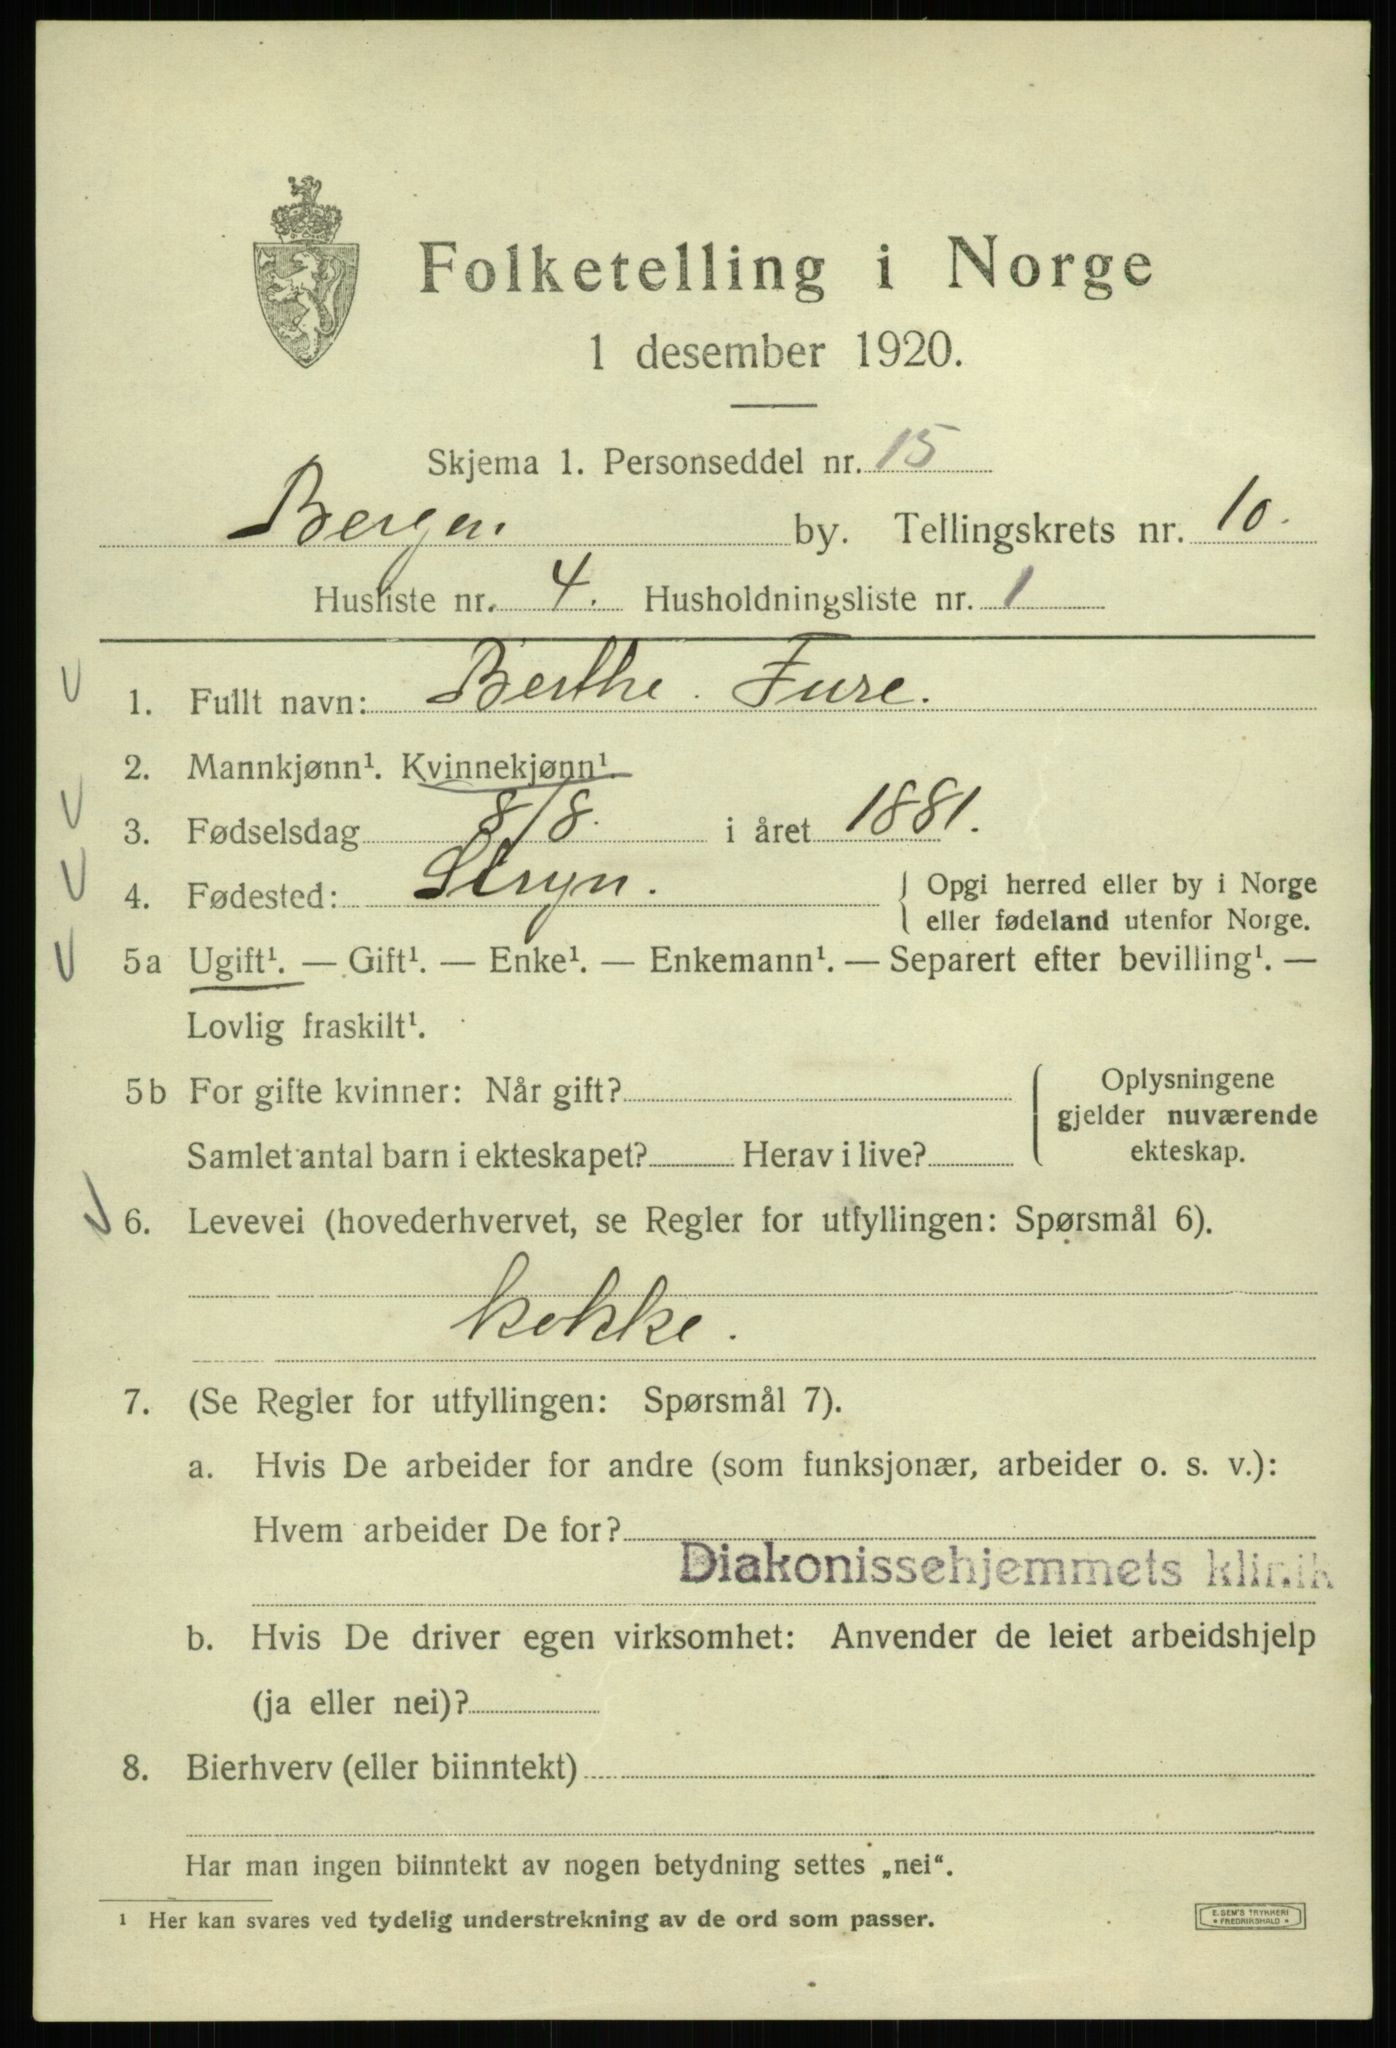 Folketelling i Norge
1 desember 1920.
Skjema 1. Personseddel nr. 15
Bergen by. Tellingskrets nr. 10.
Husliste nr. 4. Husholdningsliste nr. 1
1. Fullt navn: Berthe Fure.
2. Mannkjønn¹. Kvinnekjønn¹.
3. Fødselsdag 8/8. i året 1881.
4. Fødested: Stryn. Opgi herred eller by i Norge
eller fødeland utenfor Norge.
5a Ugift¹. — Gift¹. — Enke¹. — Enkemann¹. — Separert efter bevilling¹. —
Lovlig fraskilt¹.
5b For gifte kvinner: Når gift? Oplysningene
gjelder nuværende
Samlet antal barn i ekteskapet? Herav i live? ekteskap.
6. Levevei (hovederhvervet, se Regler for utfyllingen: Spørsmål 6).
kokke.
7. (Se Regler for utfyllingen: Spørsmål 7).
a. Hvis De arbeider for andre (som funksjonær, arbeider o. s. v.):
Hvem arbeider De for?
Diakonissehjemmets klinik
b. Hvis De driver egen virksomhet: Anvender de leiet arbeidshjelp
(ja eller nei)?
8. Bierhverv (eller biinntekt)
Har man ingen biinntekt av nogen betydning settes „nei“.
¹ Her kan svares ved tydelig understrekning av de ord som passer.
E. SEM'S TRYKKERI
* FREDRIKSHALD *